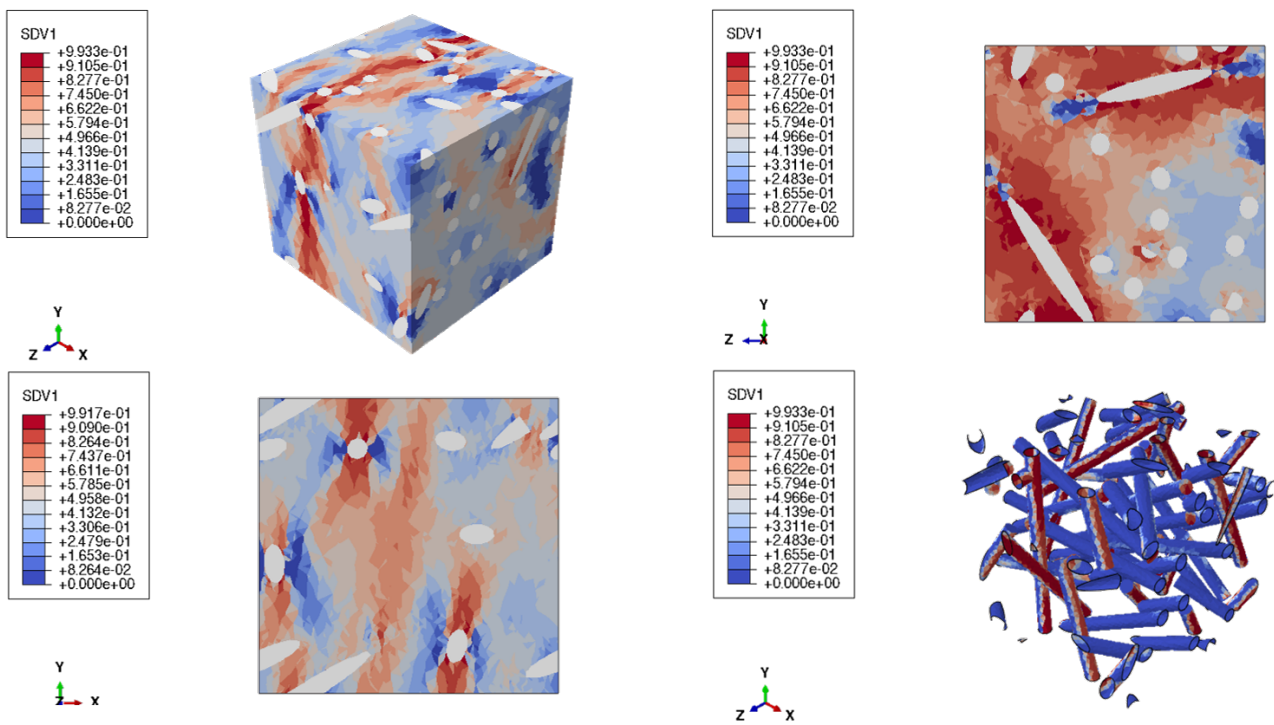 SDV1
+9.933e-01
+9.105e-01
+8.277e-01
+7.450e-01
+6.622e-01
+5.794e-01
+4.966e-01
+4.139e-01
+3.311e-01
+2.483e-01
+1.655e-01
+8.277e-02
+0.000e+00
Y
Z X
SDV1
+9.933e-01
+9.105e-01
+8.277e-01
+7.450e-01
+6.622e-01
+5.794e-01
+4.966e-01
+4.139e-01
+3.311e-01
+2.483e-01
+1.655e-01
+8.277e-02
+0.000e+00
Y
Z X
SDV1
+9.917e-01
+9.090e-01
+8.264e-01
+7.437e-01
+6.611e-01
+5.785e-01
+4.958e-01
+4.132e-01
+3.306e-01
+2.479e-01
+1.653e-01
+8.264e-02
+0.000e+00
Y
Z X
SDV1
+9.933e-01
+9.105e-01
+8.277e-01
+7.450e-01
+6.622e-01
+5.794e-01
+4.966e-01
+4.139e-01
+3.311e-01
+2.483e-01
+1.655e-01
+8.277e-02
+0.000e+00
Y
Z X